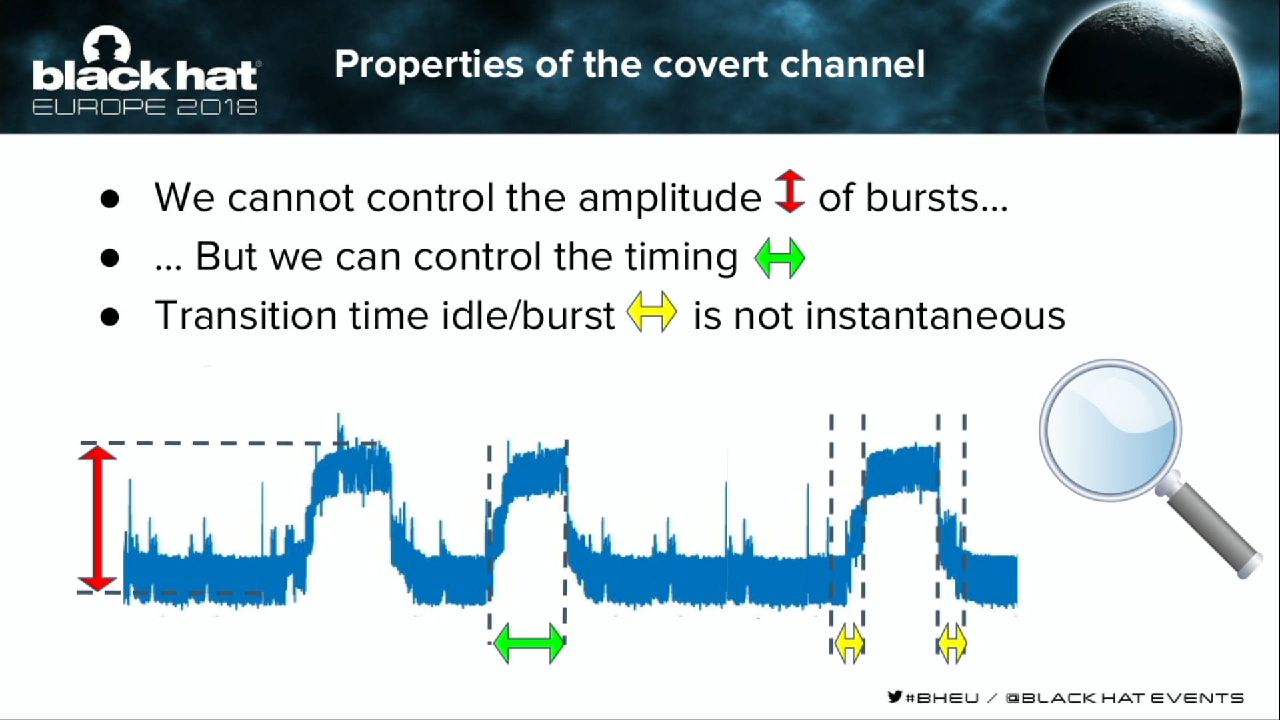 black hat
EUROPE 2018
Properties of the covert channel
● We cannot control the amplitude of bursts...
● ... But we can control the timing
● Transition time idle/burst is not instantaneous
#BHEU / @BLACK HAT EVENTS